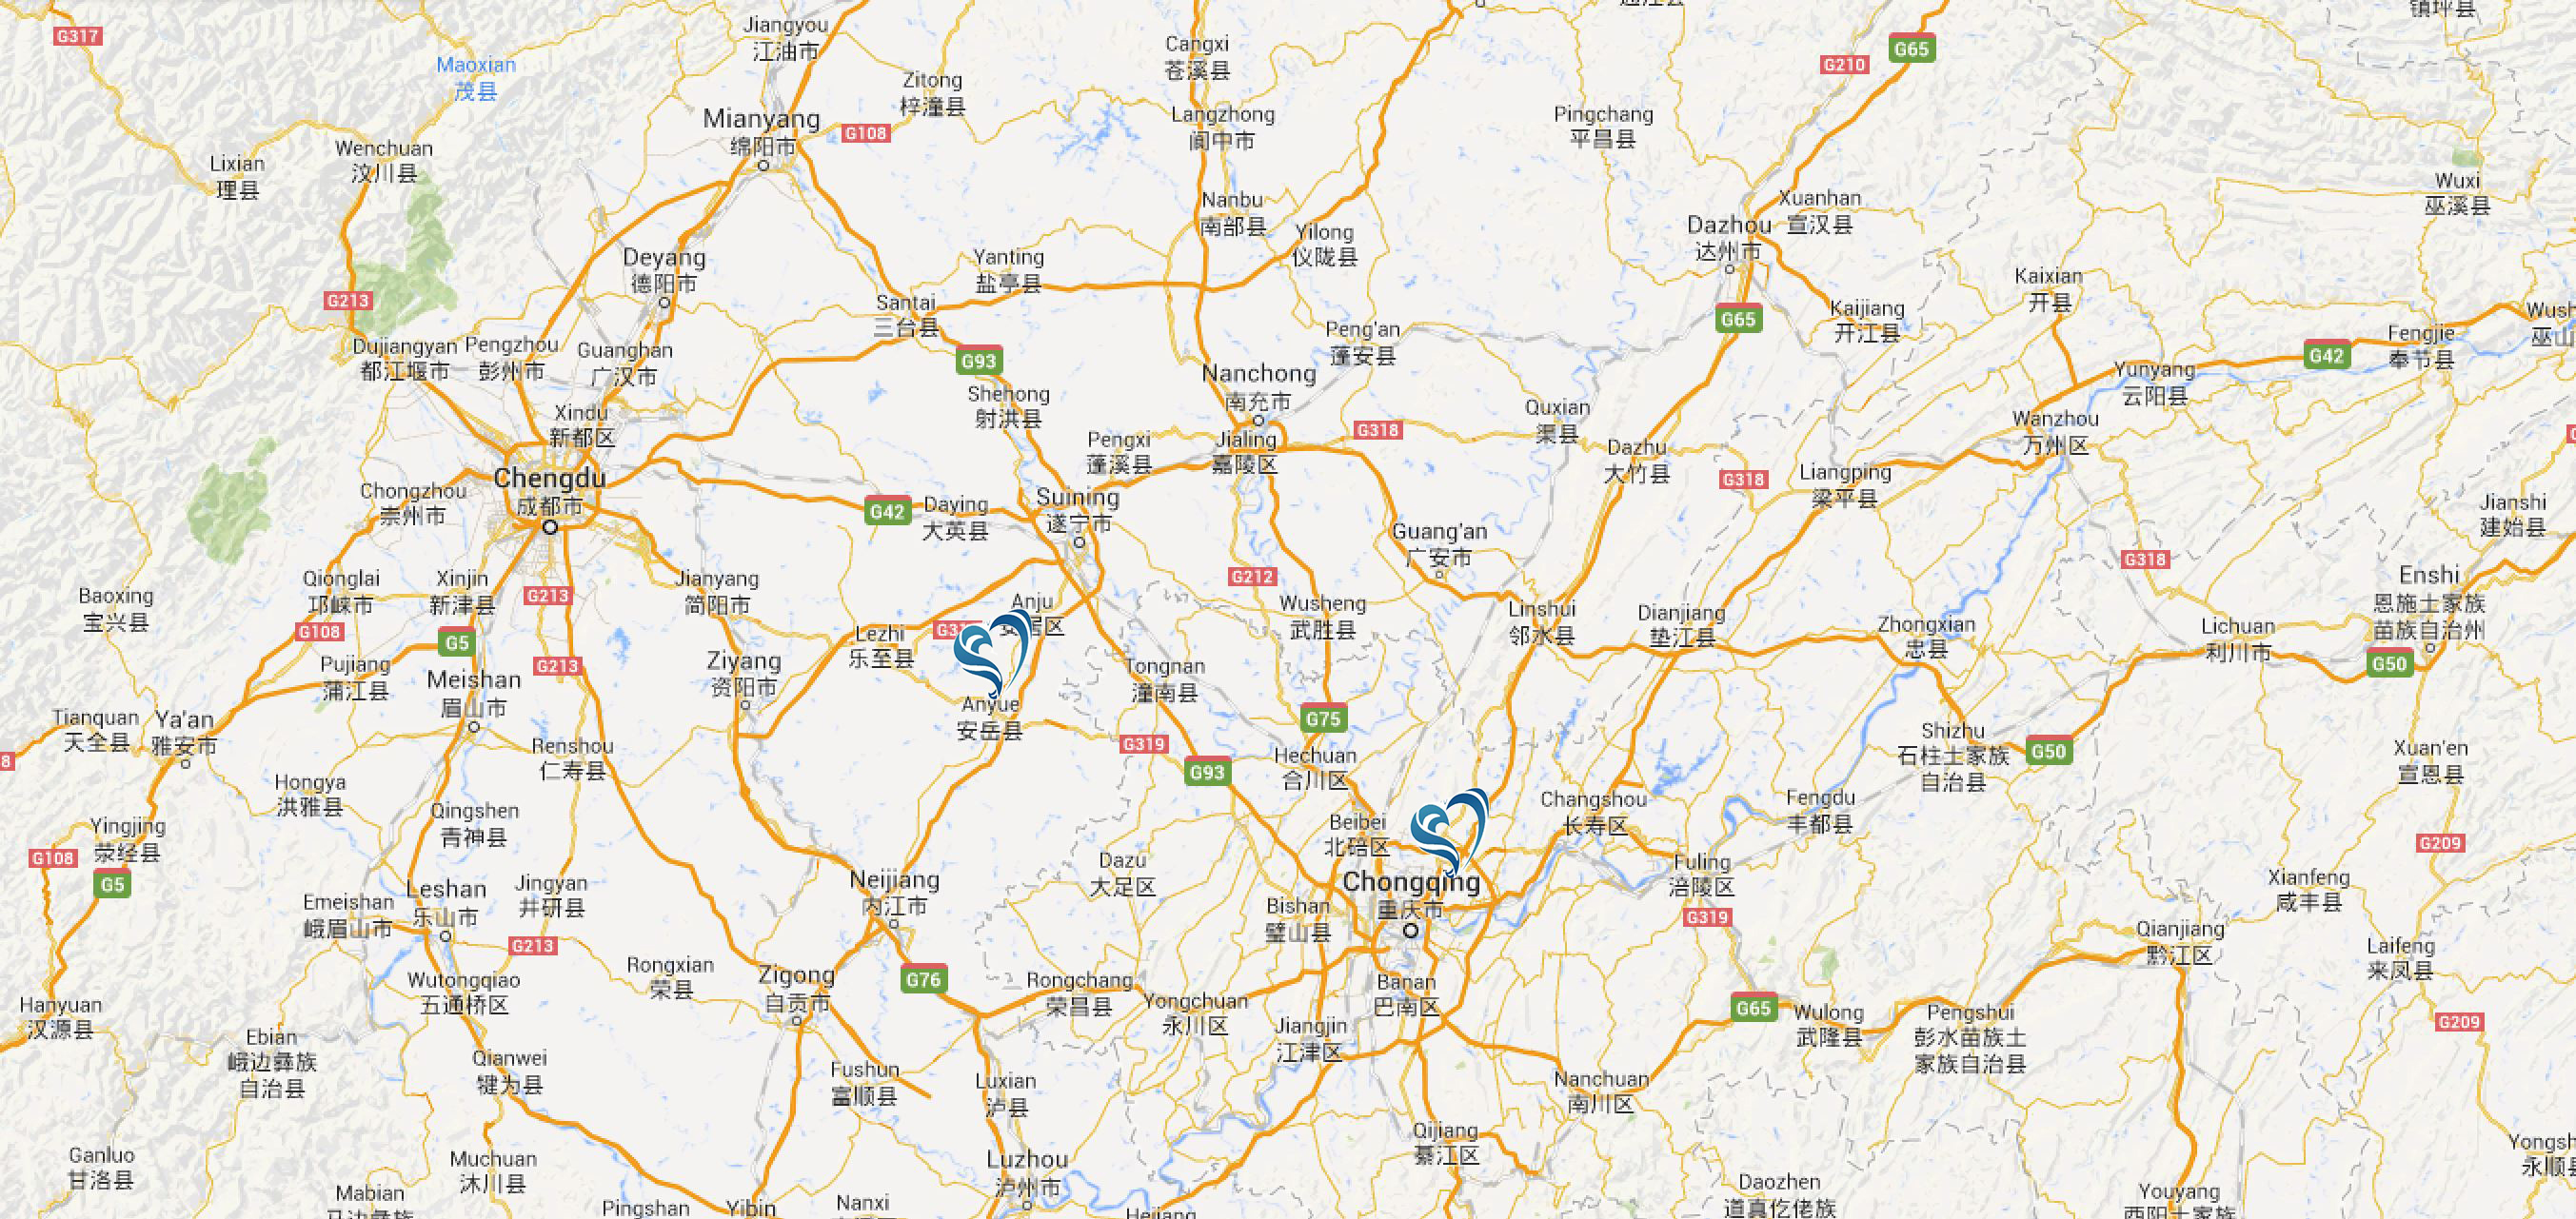 G317
Maoxian
茂县
Jiangyou
江油市
Cangxi
苍溪县
G65
G210
镇坪县
Zitong
梓潼县
Mianyang
绵阳市
G108
Langzhong
阆中市
Pingchang
平昌县
Wenchuan
汶川县
Lixian
理县
Wuxi
巫溪县
Nanbu
南部县
Xuanhan
宣汉县
Dazhou
达州市
Yilong
仪陇县
Deyang
德阳市
Yanting
盐亭县
Kaixian
开县
G213
Santai
三台县
G65
Kaijiang
开江县
Wush
巫山
Fengjie
奉节县
G42
Peng'an
蓬安县
Dujiangyan
都江堰市
Pengzhou
彭州市
Guanghan
广汉市
G93
Nanchong
南充市
Yunyang
云阳县
Shehong
射洪县
Xindu
新都区
Quxian
渠县
Wanzhou
万州区
G318
Pengxi
蓬溪县
Jialing
嘉陵区
Dazhu
大竹县
Chengdu
成都市
G318
Liangping
梁平县
Chongzhou
崇州市
Suining
遂宁市
G42
Daying
大英县
Jianshi
建始县
Guang'an
广安市
G318
Enshi
恩施土家族
苗族自治州
Qionglai
邛崃市
Xinjin
新津县
G213
Jianyang
简阳市
G212
Baoxing
宝兴县
Anju
Wusheng
武胜县
Linshui
邻水县
Dianjiang
垫江县
Zhongxian
忠县
Lichuan
利川市
G108
G5
Lezhi
乐至县
G50
Pujiang
蒲江县
G213
Ziyang
资阳市
Tongnan
潼南县
Meishan
眉山市
Anyue
安岳县
Tianquan
天全县
Ya'an
雅安市
G75
G319
Shizhu
石柱土家族
自治县
G50
Renshou
仁寿县
Hechuan
合川区
G93
Xuan'en
宣恩县
Hongya
洪雅县
Qingshen
青神县
Changshou
长寿区
Fengdu
丰都县
Yingjing
荥经县
Beibei
北碚区
G108
G5
G209
Dazu
大足区
Fuling
涪陵区
Chongqing
重庆市
Neijiang
内江市
Xianfeng
咸丰县
Leshan
乐山市
Jingyan
井研县
Emeishan
峨眉山市
Bishan
璧山县
G319
Qianjiang
黔江区
G213
Laifeng
来凤县
Rongxian
荣县
Zigong
自贡市
G76
Wutongqiao
五通桥区
Rongchang
荣昌县
Banan
巴南区
Yongchuan
永川区
Hanyuan
汉源县
G65
Wulong
武隆县
Pengshui
彭水苗族土
家族自治县
G209
Jiangjin
江津区
Ebian
峨边彝族
自治县
Qianwei
犍为县
Fushun
富顺县
Luxian
泸县
Nanchuan
南川区
Qijiang
綦江区
Yongsh
永顺县
Ganluo
甘洛县
Muchuan
沐川县
Luzhou
泸州市
Mabian
Daozhen
道真仡佬族
Youyang
酉阳土家族
Pingshan
Yibin
Nanxi
Hejiang